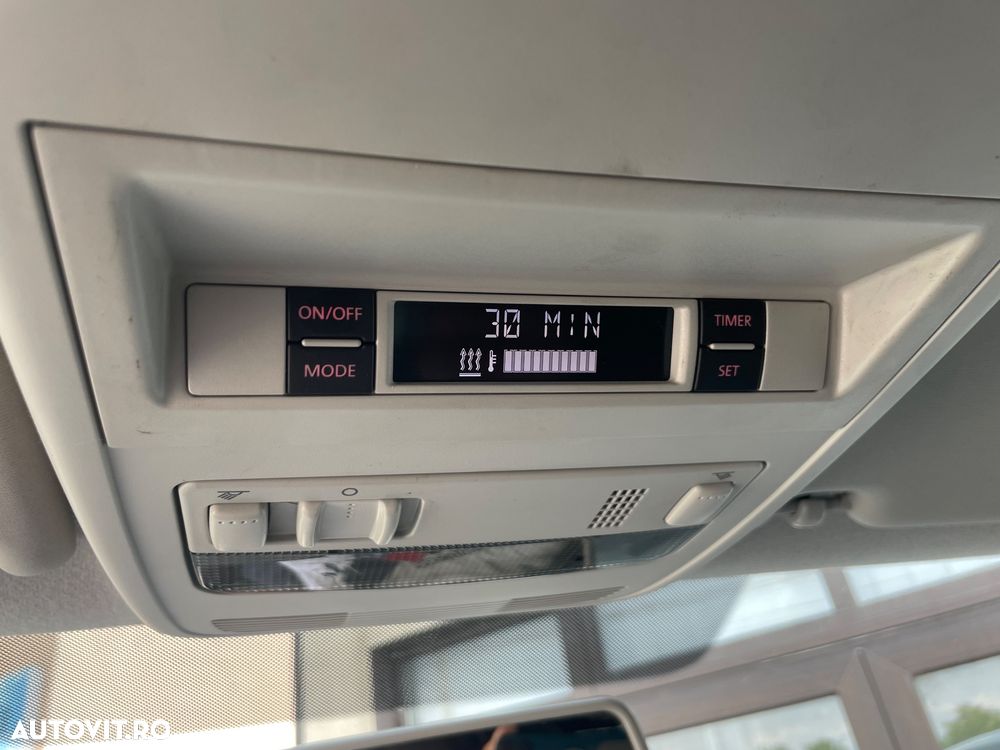 ON/OFF
MODE
30 MIN
TIMER
SET
AUTOVIT.RO